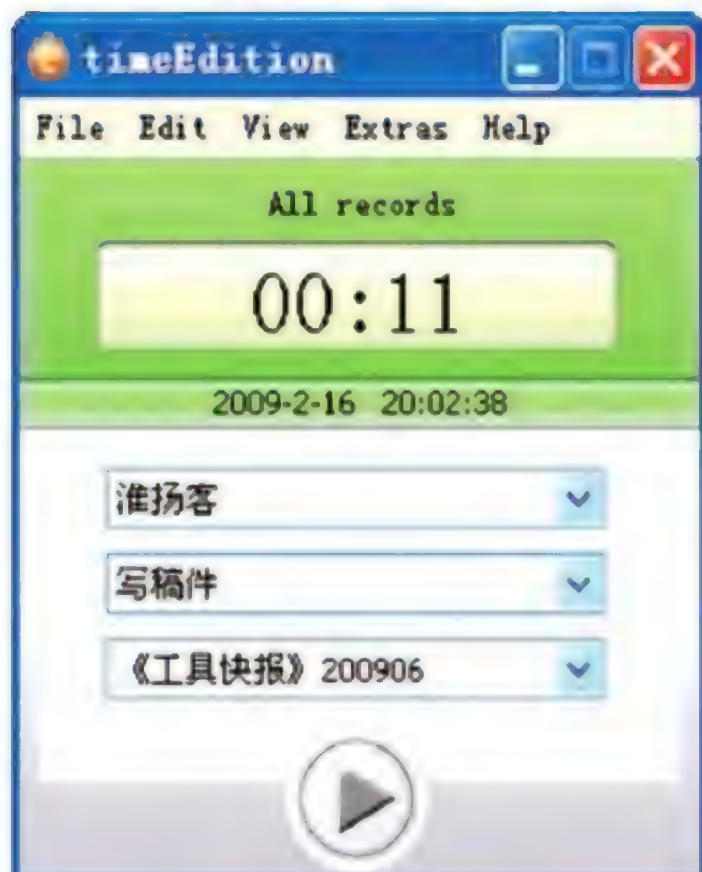 timeEdition
File Edit View Extras Help
All records
00:11
2009-2-16 20:02:38
淮扬客
写稿件
《工具快报》200906